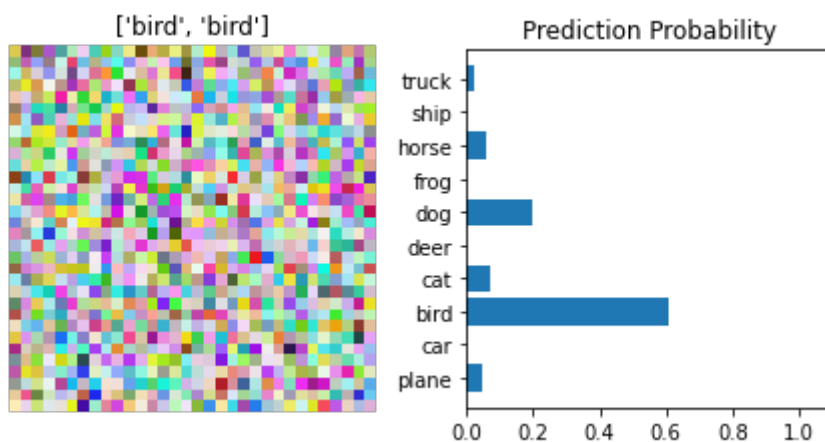 ['bird', 'bird']
Prediction Probability
truck
ship
horse
frog
dog
deer
cat
bird
car
plane
0.0 0.2 0.4 0.6 0.8 1.0